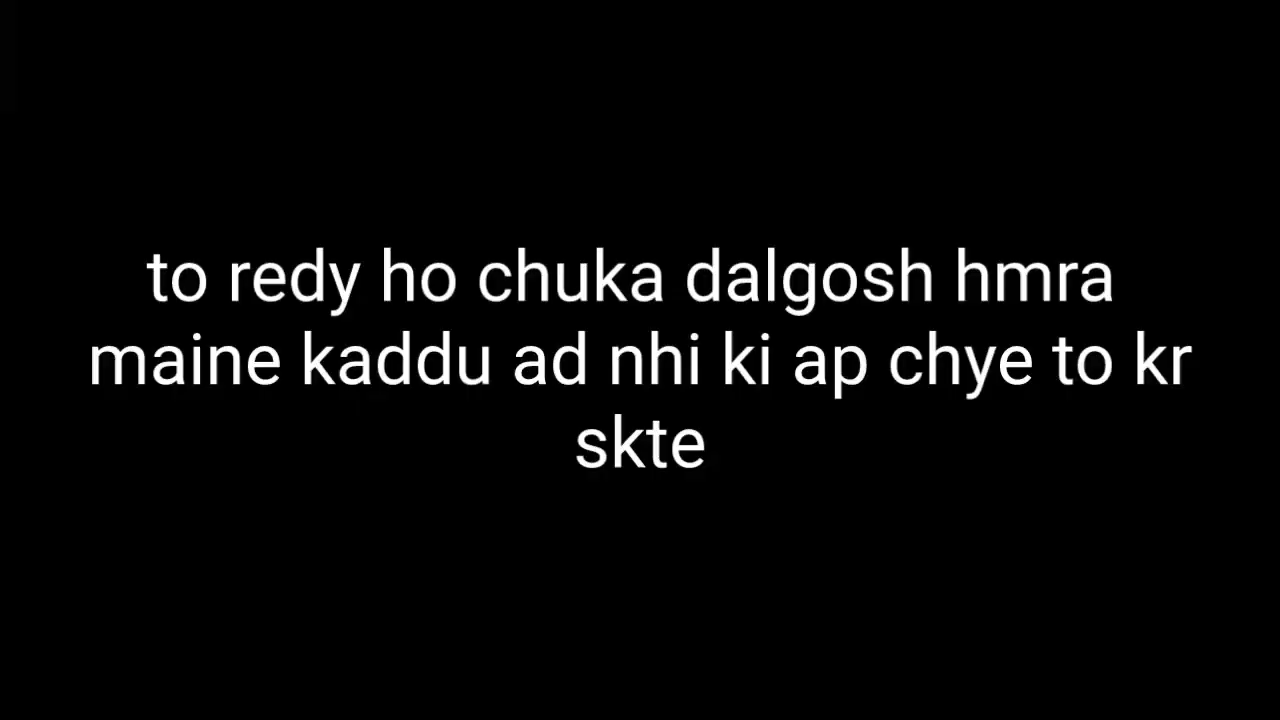 to redy ho chuka dalgosh hmra
maine kaddu ad nhi ki ap chye to kr
skte